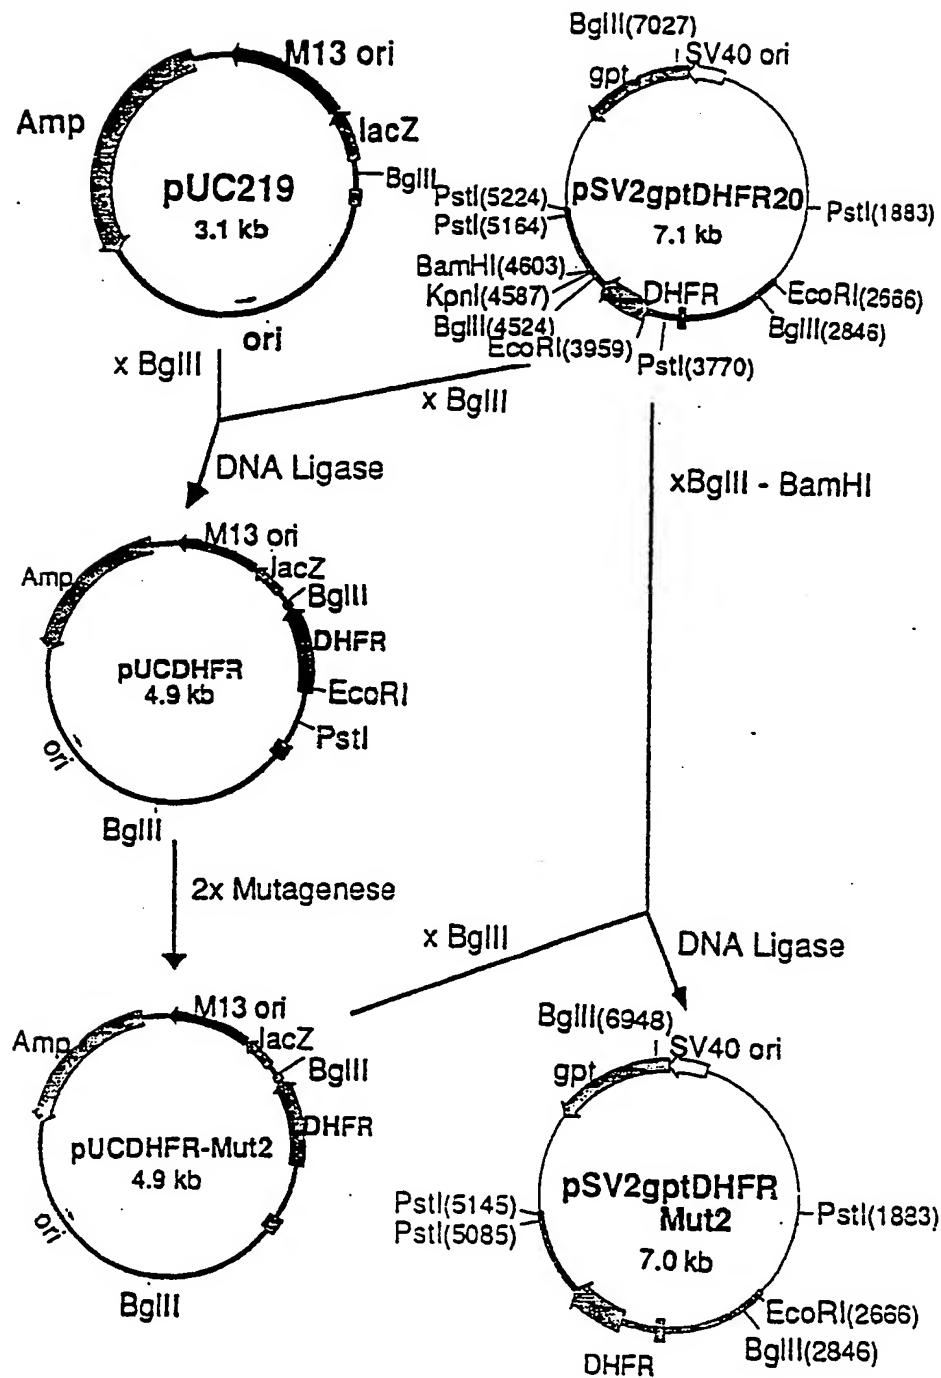 M13 ori
Amp
lacZ
pUC219
3.1 kb
BglII
ori
BglII(7027)
SV40 ori
gpt
PstI(5224)
PstI(5164)
pSV2gptDHFR20
7.1 kb
PstI(1883)
BamHI(4603)
KpnI(4587)
BglII(4524)
EcoRI(3959)
DHFR
EcoRI(2666)
BglII(2846)
PstI(3770)
x BglII
x BglII
DNA Ligase
xBglII - BamHI
M13 ori
Amp
lacZ
BglII
DHFR
pUCDHFR
4.9 kb
EcoRI
PstI
ori
BglII
2x Mutagenese
x BglII
DNA Ligase
M13 ori
Amp
lacZ
BglII
DHFR
pUCDHFR-Mut2
4.9 kb
ori
BglII
BglII(6948)
SV40 ori
gpt
PstI(5145)
PstI(5085)
pSV2gptDHFR
Mut2
7.0 kb
PstI(1883)
EcoRI(2666)
BglII(2846)
DHFR